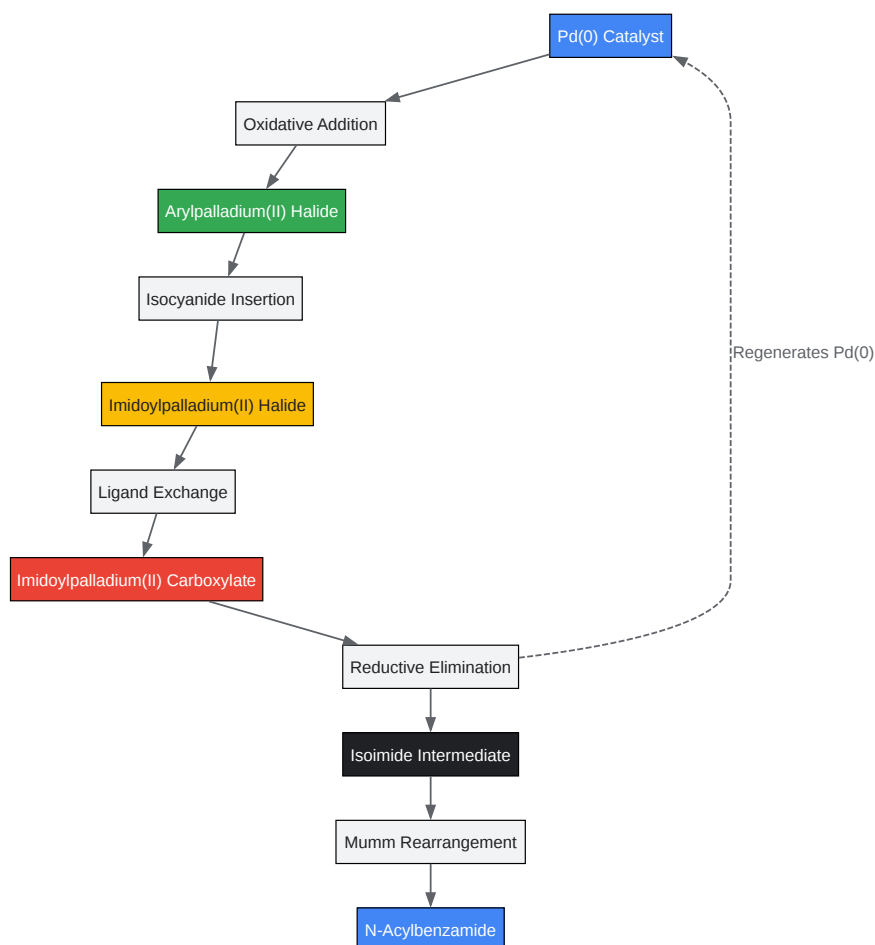 Pd(0) Catalyst
Oxidative Addition
Arylpalladium(II) Halide
Isocyanide Insertion
Regenerates Pd(0)
Imidoylpalladium(II) Halide
Ligand Exchange
Imidoylpalladium(II) Carboxylate
Reductive Elimination
Isoimide Intermediate
Mumm Rearrangement
N-Acylbenzamide